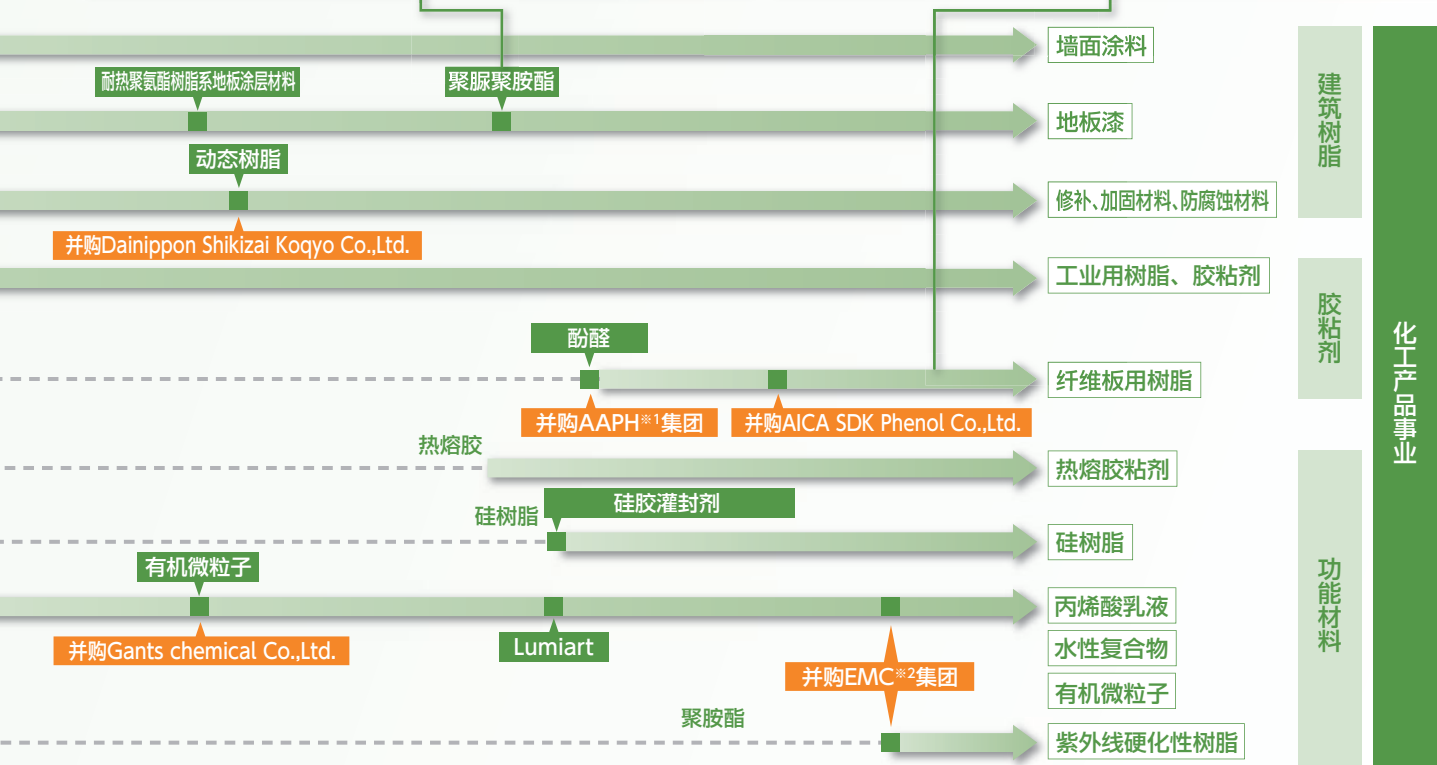 墙面涂料
耐热聚氨酯树脂系地板涂层材料
聚脲聚胺酯
地板漆
动态树脂
修补、加固材料、防腐蚀材料
并购Dainippon Shikizai Koqyo Co.,Ltd.
工业用树脂、胶粘剂
酚醛
纤维板用树脂
并购AAPH※1集团
并购AICA SDK Phenol Co.,Ltd.
热熔胶
热熔胶粘剂
硅胶灌封剂
硅树脂
硅树脂
有机微粒子
丙烯酸乳液
并购Gants chemical Co.,Ltd.
Lumiart
水性复合物
并购EMC※2集团
有机微粒子
聚胺酯
紫外线硬化性树脂
建筑树脂
胶粘剂
功能材料
化工产品事业